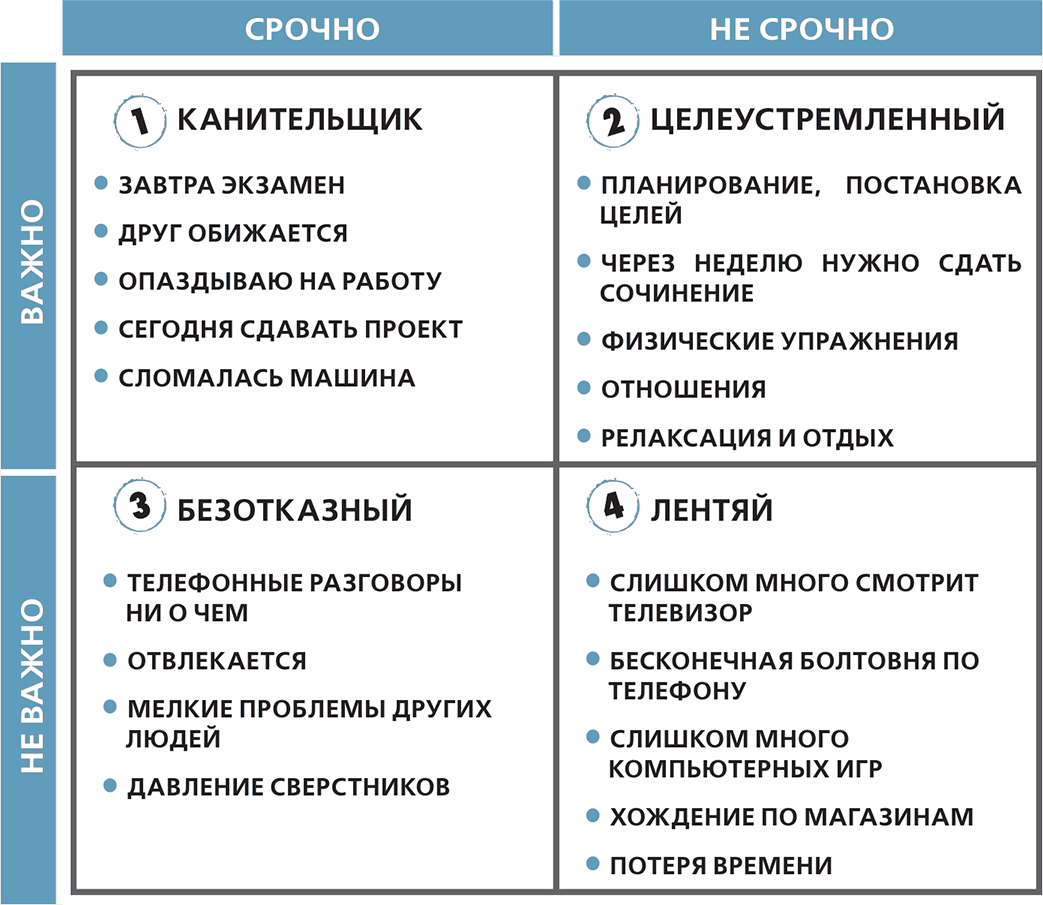 СРОЧНО
НЕ СРОЧНО
ВАЖНО
1 КАНИТЕЛЬЩИК
• ЗАВТРА ЭКЗАМЕН
• ДРУГ ОБИЖАЕТСЯ
• ОПАЗДЫВАЮ НА РАБОТУ
• СЕГОДНЯ СДАВАТЬ ПРОЕКТ
• СЛОМАЛАСЬ МАШИНА
2 ЦЕЛЕУСТРЕМЛЕННЫЙ
• ПЛАНИРОВАНИЕ, ПОСТАНОВКА
ЦЕЛЕЙ
• ЧЕРЕЗ НЕДЕЛЮ НУЖНО СДАТЬ
СОЧИНЕНИЕ
• ФИЗИЧЕСКИЕ УПРАЖНЕНИЯ
• ОТНОШЕНИЯ
• РЕЛАКСАЦИЯ И ОТДЫХ
НЕ ВАЖНО
3 БЕЗОТКАЗНЫЙ
• ТЕЛЕФОННЫЕ РАЗГОВОРЫ
НИ О ЧЕМ
• ОТВЛЕКАЕТСЯ
• МЕЛКИЕ ПРОБЛЕМЫ ДРУГИХ
ЛЮДЕЙ
• ДАВЛЕНИЕ СВЕРСТНИКОВ
4 ЛЕНТЯЙ
• СЛИШКОМ МНОГО СМОТРИТ
ТЕЛЕВИЗОР
• БЕСКОНЕЧНАЯ БОЛТОВНЯ ПО
ТЕЛЕФОНУ
• СЛИШКОМ МНОГО
КОМПЬЮТЕРНЫХ ИГР
• ХОЖДЕНИЕ ПО МАГАЗИНАМ
• ПОТЕРЯ ВРЕМЕНИ